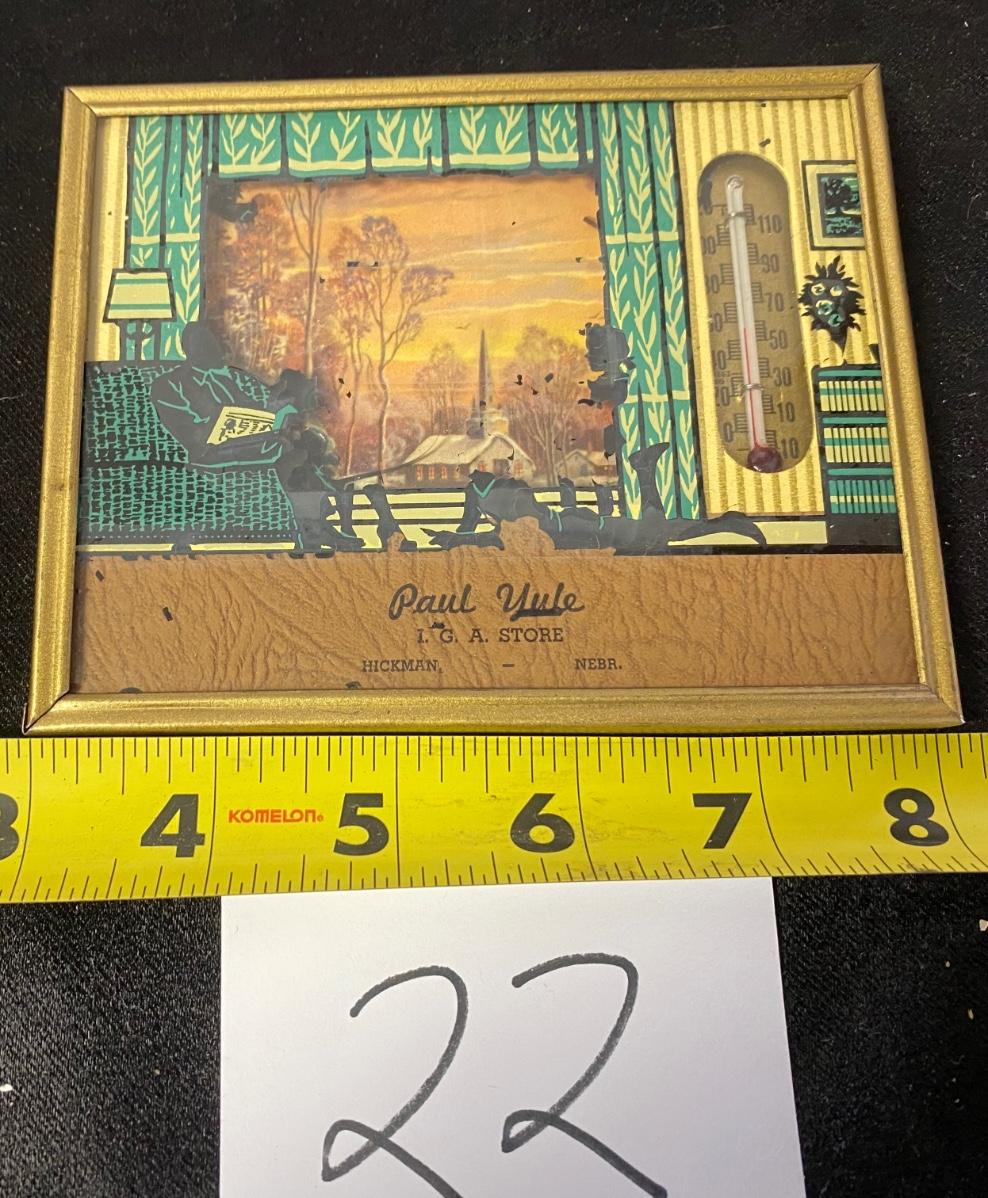 110
90
70
50
30
10
10
Paul Yule
I. G. A. STORE
HICKMAN, – NEBR.
3 4 KOMELON® 5 6 7 8
22